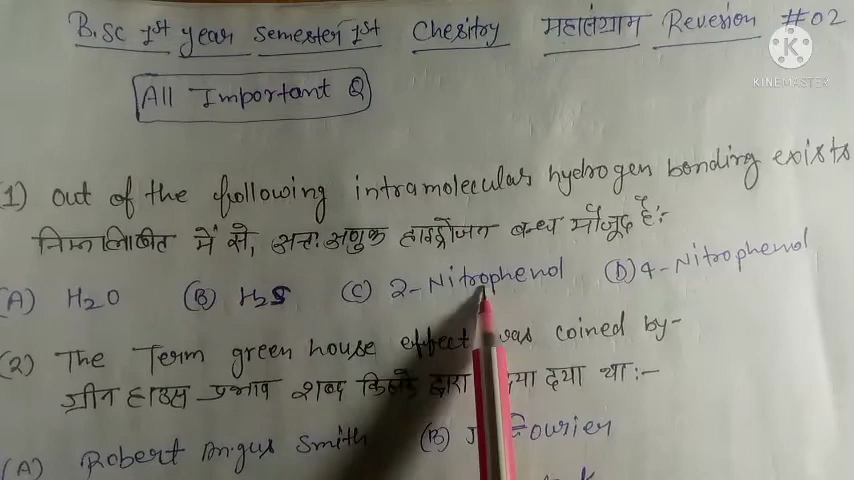 B.sc 1st year semester 1st Chesitry महासंग्राम Revesion #02
KINEMASTER
All Important Q
(1) out of the following intramolecular hydrogen bonding exists
निम्नलिखित में से, अन्तः अणुक हाइड्रोजन बन्ध मौजूद है:-
(A) H2O (B) H2S (C) 2-Nitrophenol (D) 4-Nitrophenol
(2) The Term green house effect was coined by-
ग्रीन हाउस प्रभाव शब्द किसके द्वारा दिया गया था:-
(A) Robert Angus Smith (B) J Fourier